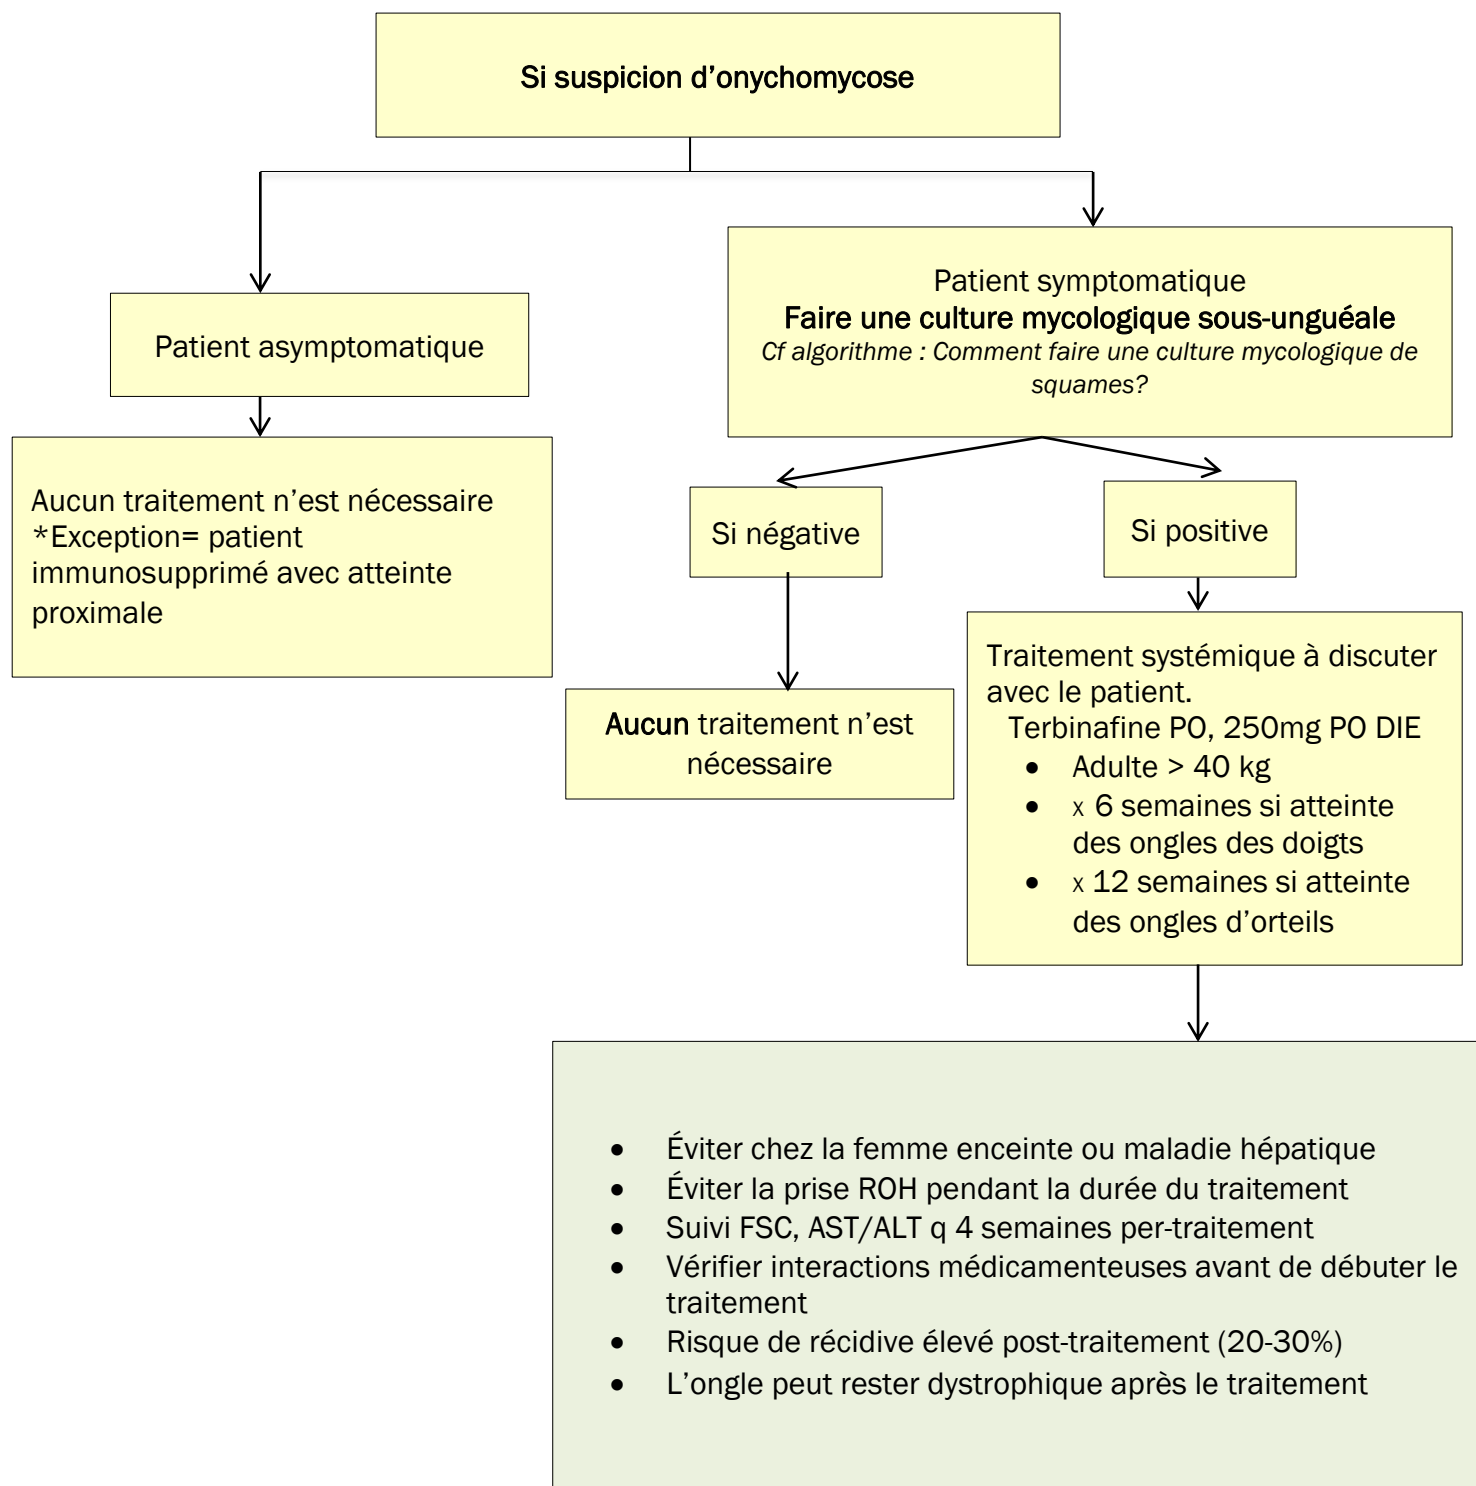 Si suspicion d'onychomycose
Patient asymptomatique
Aucun traitement n'est nécessaire
*Exception= patient
immunosupprimé avec atteinte
proximale
Patient symptomatique
Faire une culture mycologique sous-unguéale
Cf algorithme : Comment faire une culture mycologique de
squames?
Si négative
Aucun traitement n'est
nécessaire
Si positive
Traitement systémique à discuter
avec le patient.
Terbinafine PO, 250mg PO DIE
• Adulte > 40 kg
• x 6 semaines si atteinte
des ongles des doigts
• x 12 semaines si atteinte
des ongles d'orteils
• Éviter chez la femme enceinte ou maladie hépatique
• Éviter la prise ROH pendant la durée du traitement
• Suivi FSC, AST/ALT q 4 semaines per-traitement
• Vérifier interactions médicamenteuses avant de débuter le
traitement
• Risque de récidive élevé post-traitement (20-30%)
• L'ongle peut rester dystrophique après le traitement